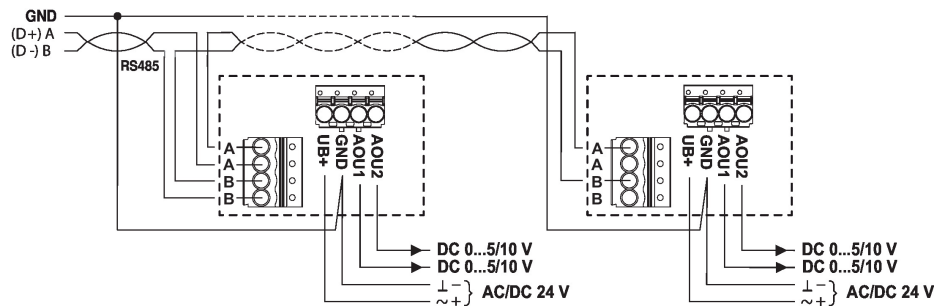 GND
(D+) A
(D -) B
RS485
A
A
B
B
UB+
GND
AOU1
AOU2
DC 0...5/10 V
DC 0...5/10 V
⊥ −
~ +
AC/DC 24 V
A
A
B
B
UB+
GND
AOU1
AOU2
DC 0...5/10 V
DC 0...5/10 V
⊥ −
~ +
AC/DC 24 V